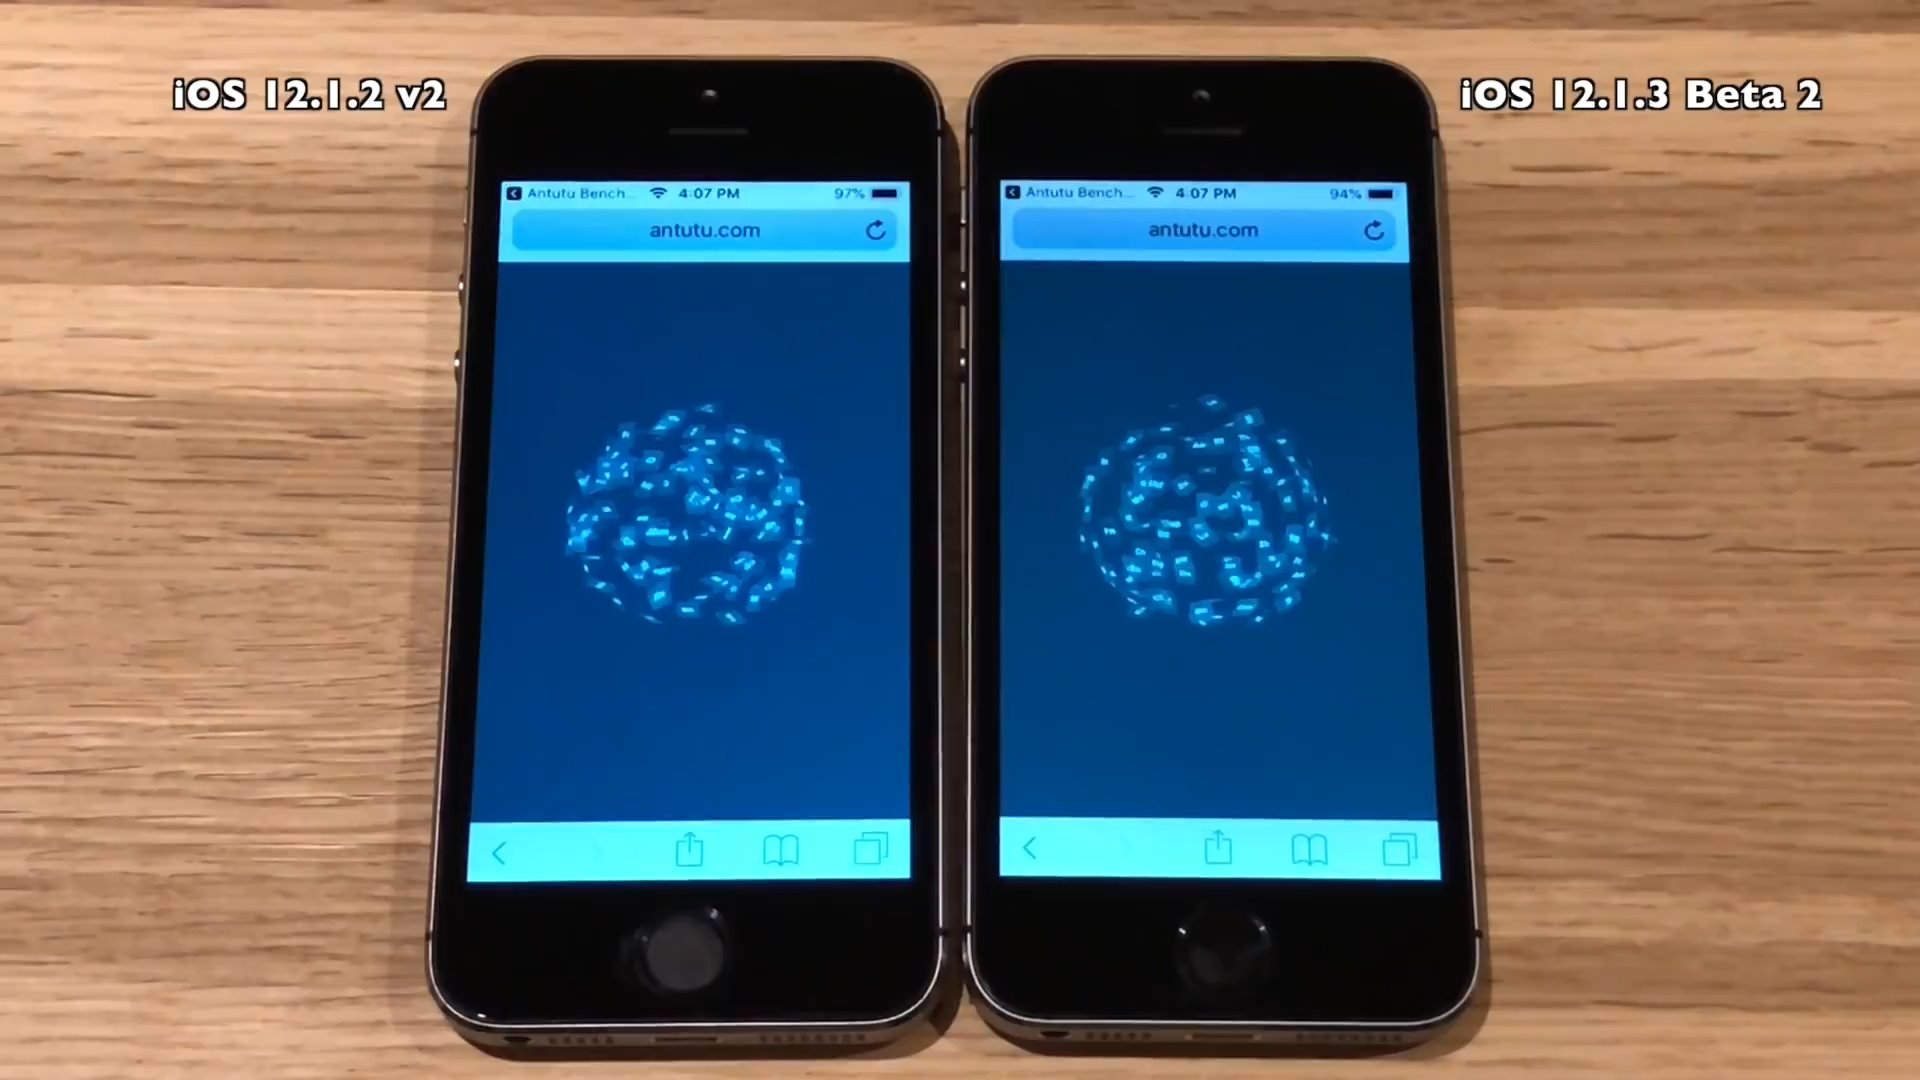 iOS 12.1.2 v2
iOS 12.1.3 Beta 2
Antutu Bench... 4:07 PM 97%
antutu.com
Antutu Bench... 4:07 PM 94%
antutu.com